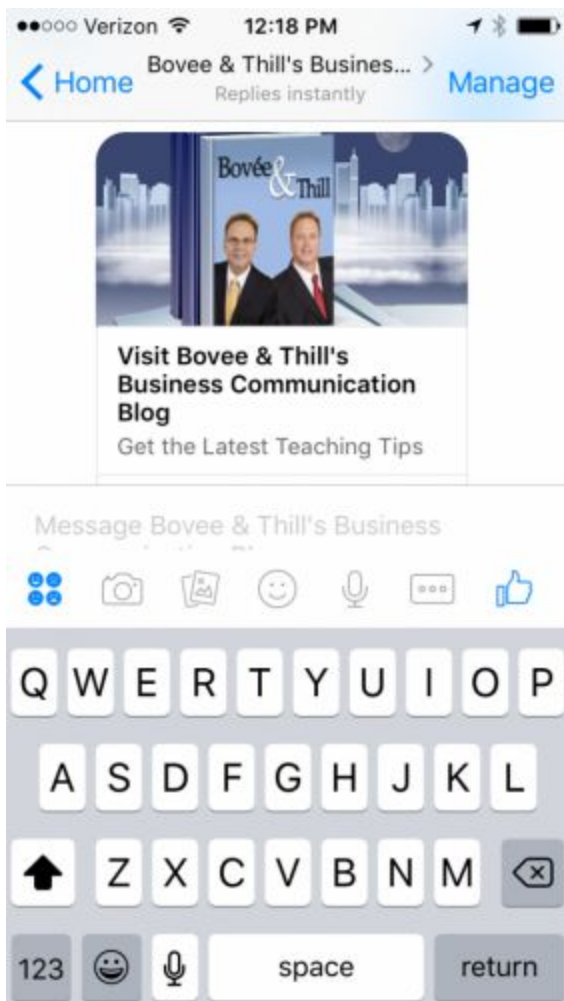 Verizon 12:18 PM
Home Bovee & Thill's Busines... > Manage
Replies instantly
Bovée
&
Thill
Visit Bovee & Thill's
Business Communication
Blog
Get the Latest Teaching Tips
Message Bovee & Thill's Business
Q W E R T Y U I O P
A S D F G H J K L
Z X C V B N M
123 space return